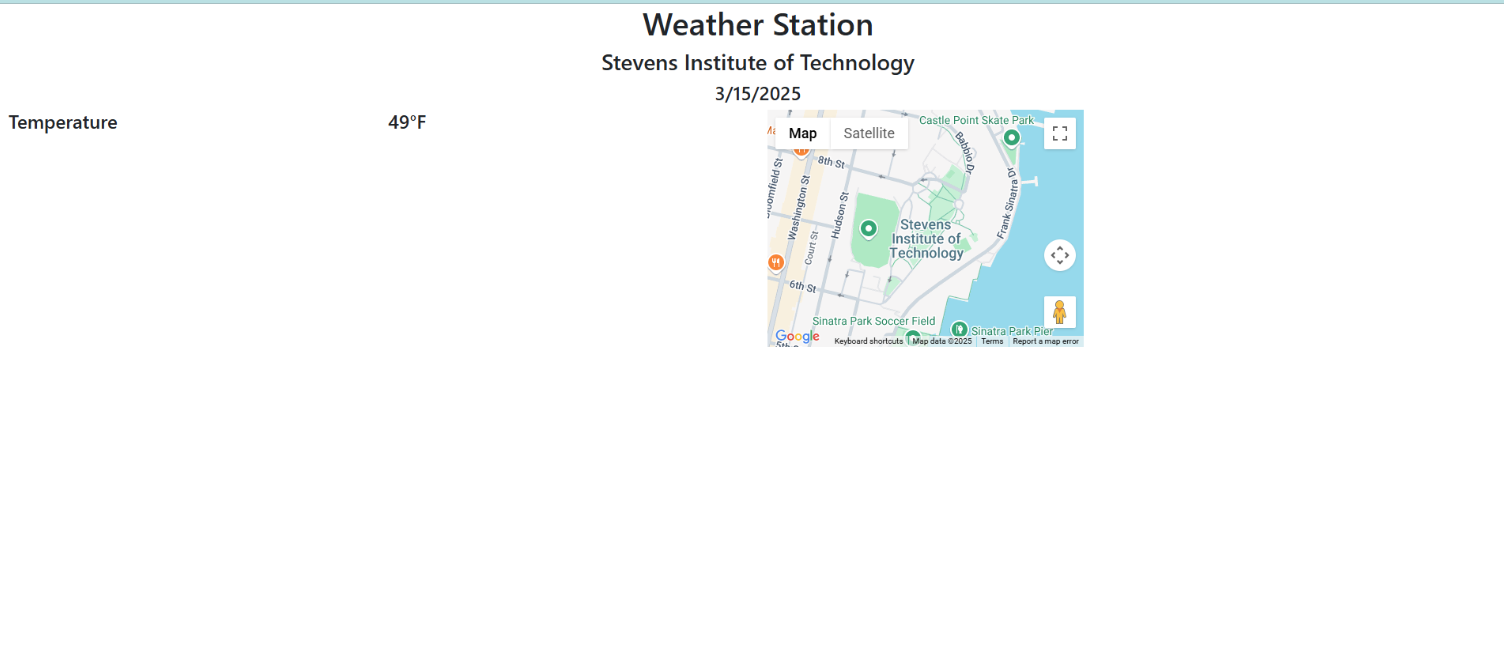 Weather Station
Stevens Institute of Technology
3/15/2025
Temperature
49°F
Map
Satellite
Castle Point Skate Park
8th St
Babbio Dr
Washington St
Hudson St
Court St
Frank Sinatra Dr
Stevens
Institute of
Technology
6th St
Sinatra Park Soccer Field
Sinatra Park Pier
Google
Keyboard shortcuts
Map data ©2025
Terms
Report a map error